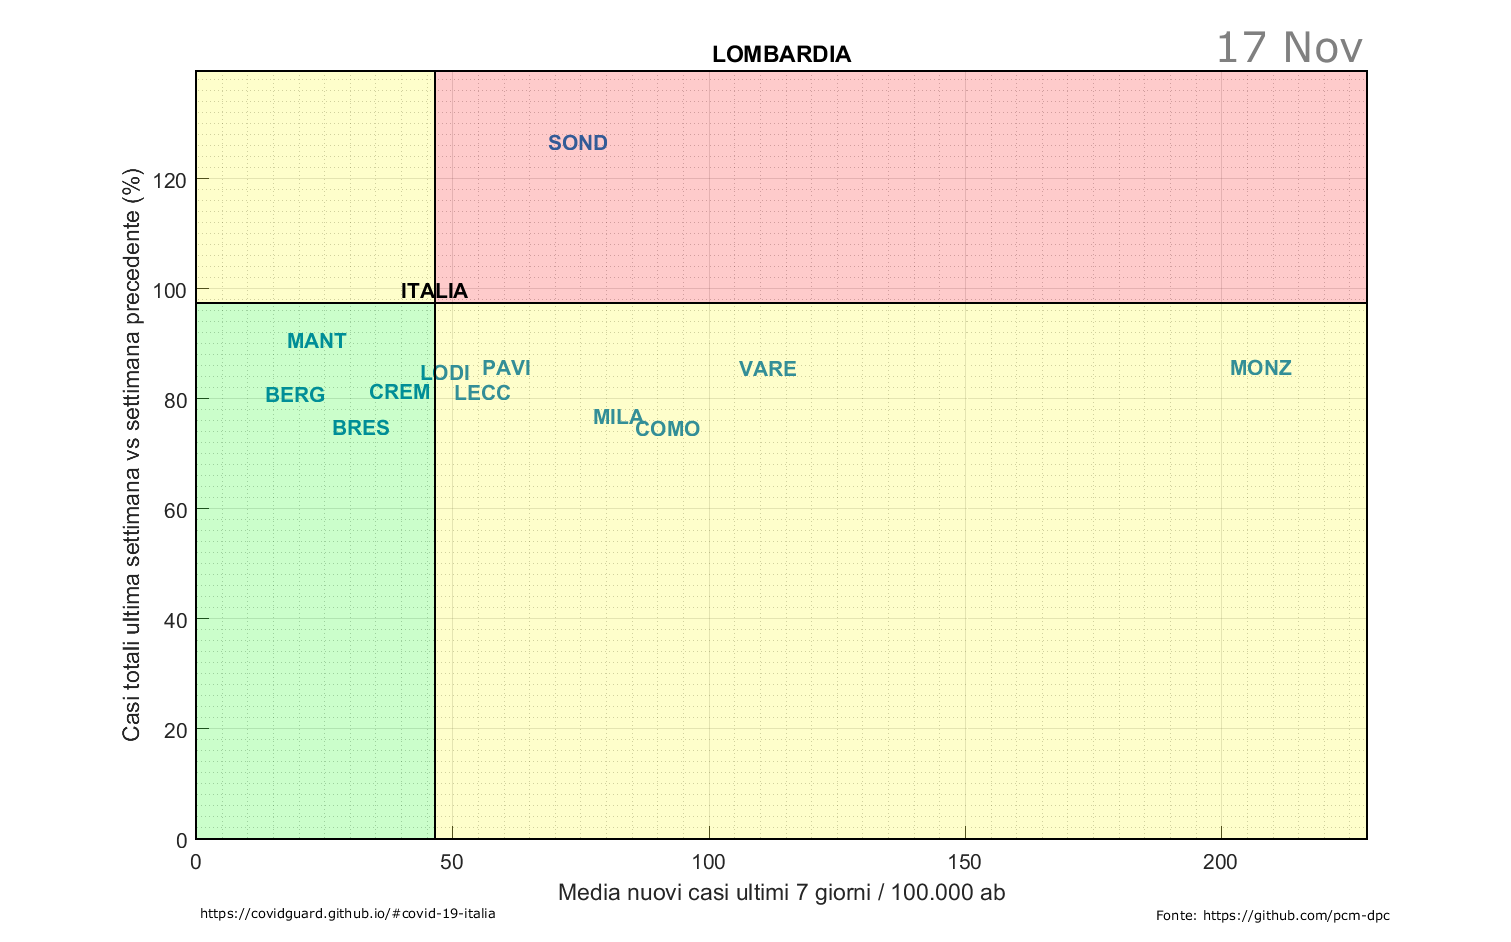 17 Nov
LOMBARDIA
SOND
120
100
ITALIA
MANT
LODI
PAVI
VARE
MONZ
BERG
CREM
LECC
80
MILA
COMO
BRES
60
40
20
0
0
50
100
150
200
Casi totali ultima settimana vs settimana precedente (%)
Media nuovi casi ultimi 7 giorni / 100.000 ab
https://covidguard.github.io/#covid-19-italia
Fonte: https://github.com/pcm-dpc